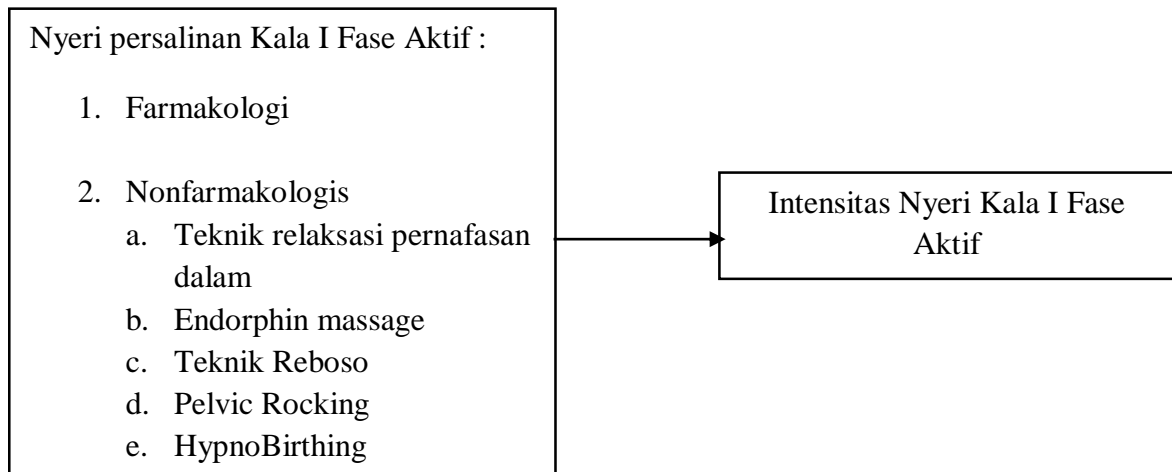 Nyeri persalinan Kala I Fase Aktif :
1. Farmakologi
2. Nonfarmakologis
a. Teknik relaksasi pernafasan
dalam
b. Endorphin massage
c. Teknik Reboso
d. Pelvic Rocking
e. HypnoBirthing
Intensitas Nyeri Kala I Fase
Aktif